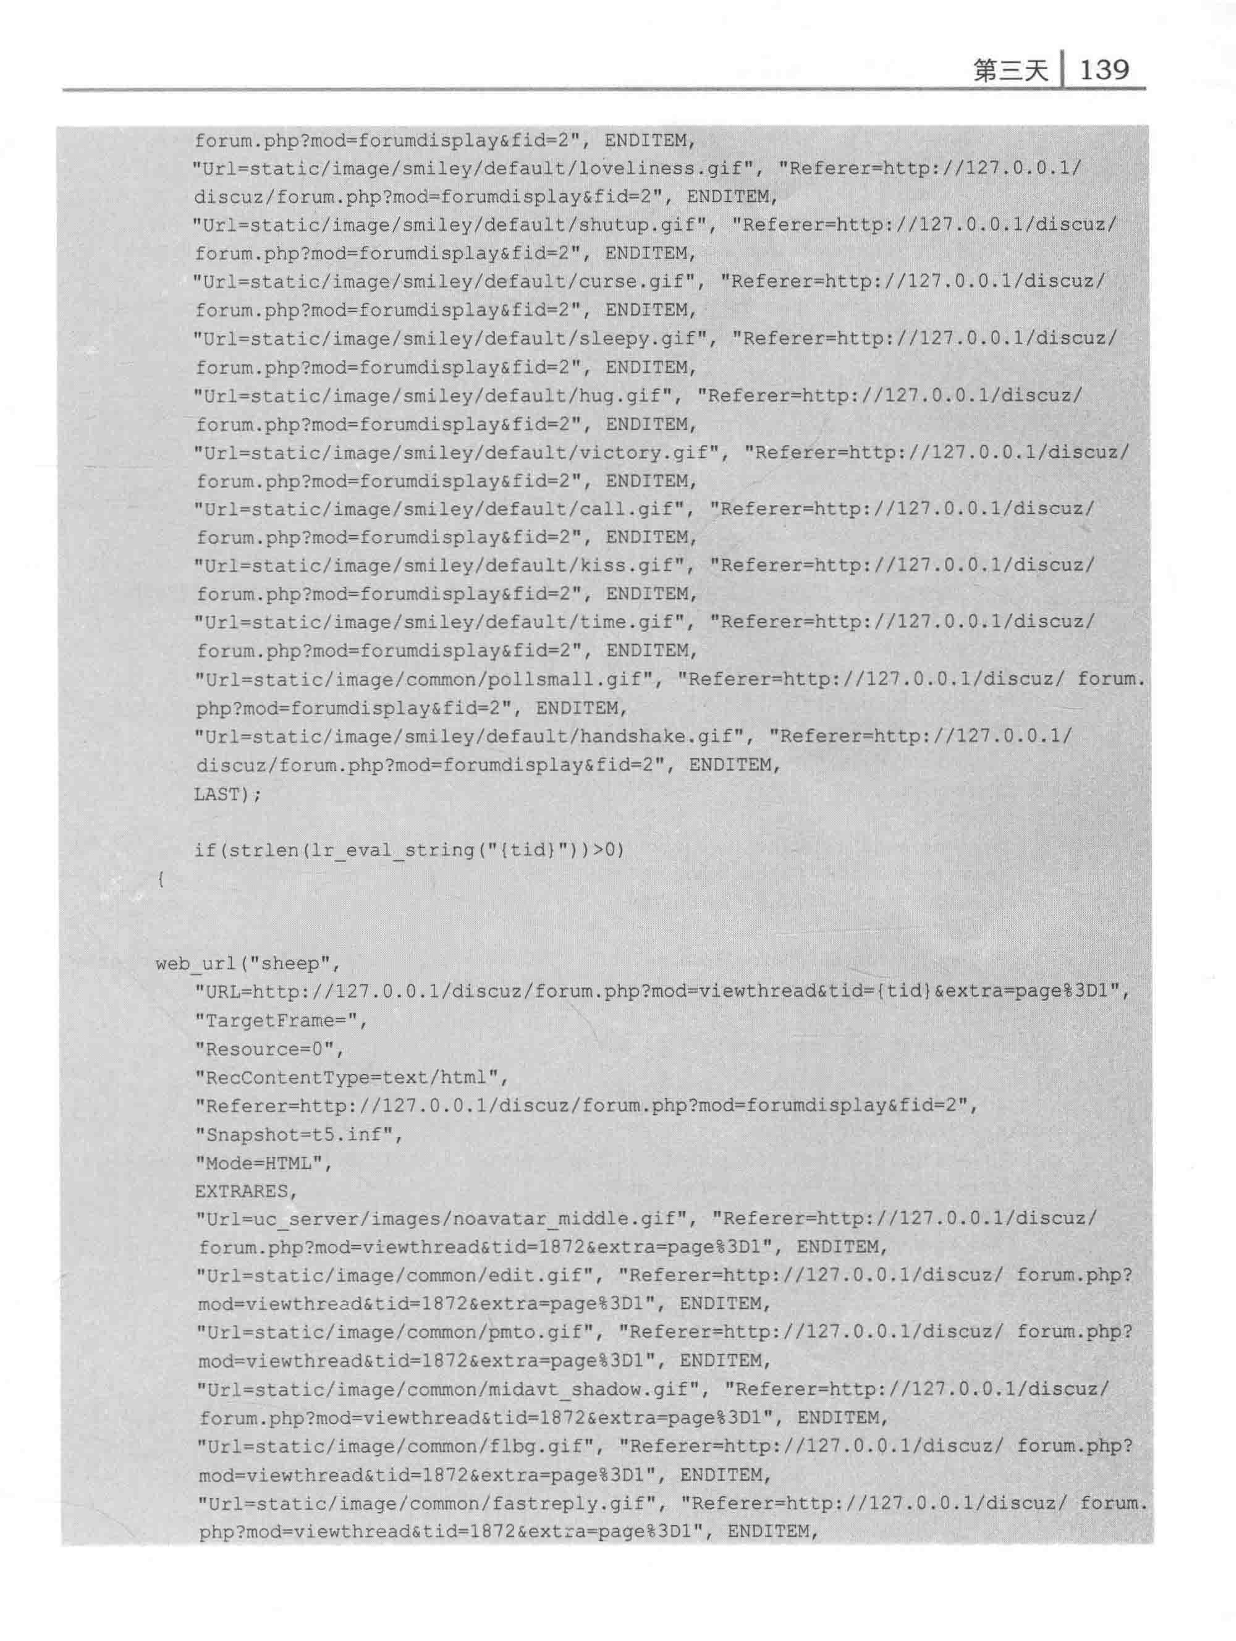 第三天 | 139
forum.php?mod=forumdisplay&fid=2", ENDITEM,
"Url=static/image/smiley/default/loveliness.gif", "Referer=http://127.0.0.1/
discuz/forum.php?mod=forumdisplay&fid=2", ENDITEM,
"Url=static/image/smiley/default/shutup.gif", "Referer=http://127.0.0.1/discuz/
forum.php?mod=forumdisplay&fid=2", ENDITEM,
"Url=static/image/smiley/default/curse.gif", "Referer=http://127.0.0.1/discuz/
forum.php?mod=forumdisplay&fid=2", ENDITEM,
"Url=static/image/smiley/default/sleepy.gif", "Referer=http://127.0.0.1/discuz/
forum.php?mod=forumdisplay&fid=2", ENDITEM,
"Url=static/image/smiley/default/hug.gif", "Referer=http://127.0.0.1/discuz/
forum.php?mod=forumdisplay&fid=2", ENDITEM,
"Url=static/image/smiley/default/victory.gif", "Referer=http://127.0.0.1/discuz/
forum.php?mod=forumdisplay&fid=2", ENDITEM,
"Url=static/image/smiley/default/call.gif", "Referer=http://127.0.0.1/discuz/
forum.php?mod=forumdisplay&fid=2", ENDITEM,
"Url=static/image/smiley/default/kiss.gif", "Referer=http://127.0.0.1/discuz/
forum.php?mod=forumdisplay&fid=2", ENDITEM,
"Url=static/image/smiley/default/time.gif", "Referer=http://127.0.0.1/discuz/
forum.php?mod=forumdisplay&fid=2", ENDITEM,
"Url=static/image/common/pollsmall.gif", "Referer=http://127.0.0.1/discuz/ forum.
php?mod=forumdisplay&fid=2", ENDITEM,
"Url=static/image/smiley/default/handshake.gif", "Referer=http://127.0.0.1/
discuz/forum.php?mod=forumdisplay&fid=2", ENDITEM,
LAST);
if(strlen(lr_eval_string("{tid}"))>0)
{
web_url("sheep",
"URL=http://127.0.0.1/discuz/forum.php?mod=viewthread&tid={tid}&extra=page%3D1",
"TargetFrame=",
"Resource=0",
"RecContentType=text/html",
"Referer=http://127.0.0.1/discuz/forum.php?mod=forumdisplay&fid=2",
"Snapshot=t5.inf",
"Mode=HTML",
EXTRARES,
"Url=uc_server/images/noavatar_middle.gif", "Referer=http://127.0.0.1/discuz/
forum.php?mod=viewthread&tid=1872&extra=page%3D1", ENDITEM,
"Url=static/image/common/edit.gif", "Referer=http://127.0.0.1/discuz/ forum.php?
mod=viewthread&tid=1872&extra=page%3D1", ENDITEM,
"Url=static/image/common/pmto.gif", "Referer=http://127.0.0.1/discuz/ forum.php?
mod=viewthread&tid=1872&extra=page%3D1", ENDITEM,
"Url=static/image/common/midavt_shadow.gif", "Referer=http://127.0.0.1/discuz/
forum.php?mod=viewthread&tid=1872&extra=page%3D1", ENDITEM,
"Url=static/image/common/flbg.gif", "Referer=http://127.0.0.1/discuz/ forum.php?
mod=viewthread&tid=1872&extra=page%3D1", ENDITEM,
"Url=static/image/common/fastreply.gif", "Referer=http://127.0.0.1/discuz/ forum.
php?mod=viewthread&tid=1872&extra=page%3D1", ENDITEM,